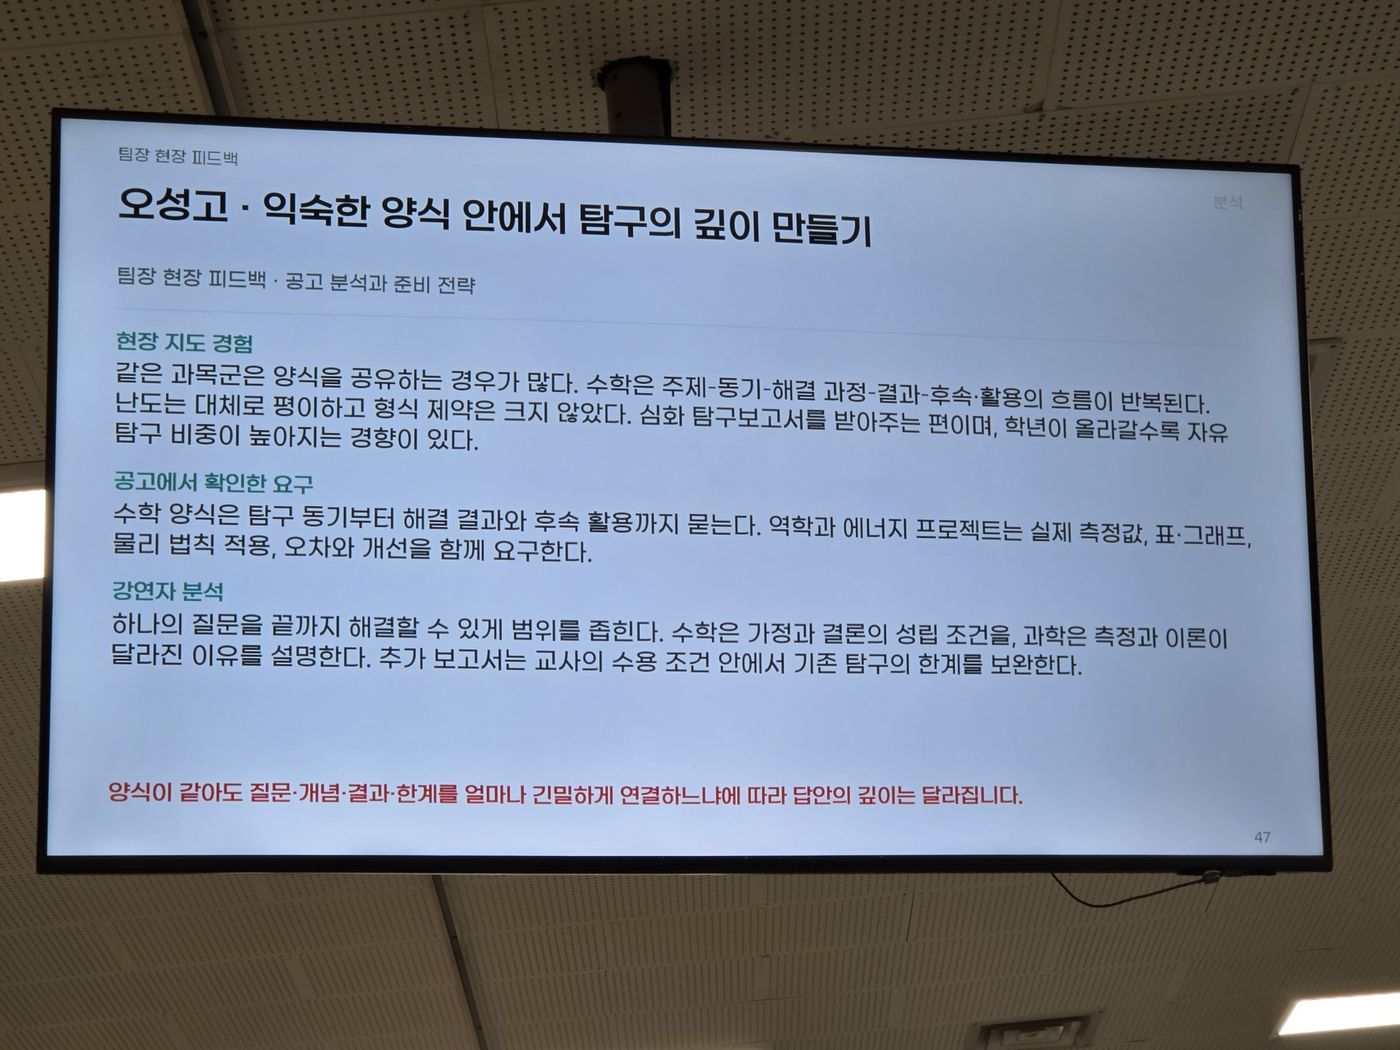 팀장 현장 피드백
분석
오성고 · 익숙한 양식 안에서 탐구의 깊이 만들기
팀장 현장 피드백 · 공고 분석과 준비 전략
현장 지도 경험
같은 과목군은 양식을 공유하는 경우가 많다. 수학은 주제-동기-해결 과정-결과-후속·활용의 흐름이 반복된다.
난도는 대체로 평이하고 형식 제약은 크지 않았다. 심화 탐구보고서를 받아주는 편이며, 학년이 올라갈수록 자유
탐구 비중이 높아지는 경향이 있다.
공고에서 확인한 요구
수학 양식은 탐구 동기부터 해결 결과와 후속 활용까지 묻는다. 역학과 에너지 프로젝트는 실제 측정값, 표·그래프,
물리 법칙 적용, 오차와 개선을 함께 요구한다.
강연자 분석
하나의 질문을 끝까지 해결할 수 있게 범위를 좁힌다. 수학은 가정과 결론의 성립 조건을, 과학은 측정과 이론이
달라진 이유를 설명한다. 추가 보고서는 교사의 수용 조건 안에서 기존 탐구의 한계를 보완한다.
양식이 같아도 질문·개념·결과·한계를 얼마나 긴밀하게 연결하느냐에 따라 답안의 깊이는 달라집니다.
47